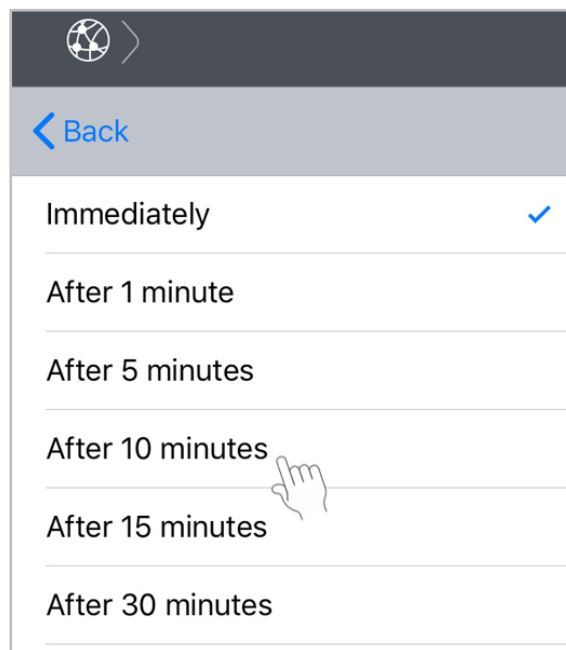 Back
Immediately
After 1 minute
After 5 minutes
After 10 minutes
After 15 minutes
After 30 minutes